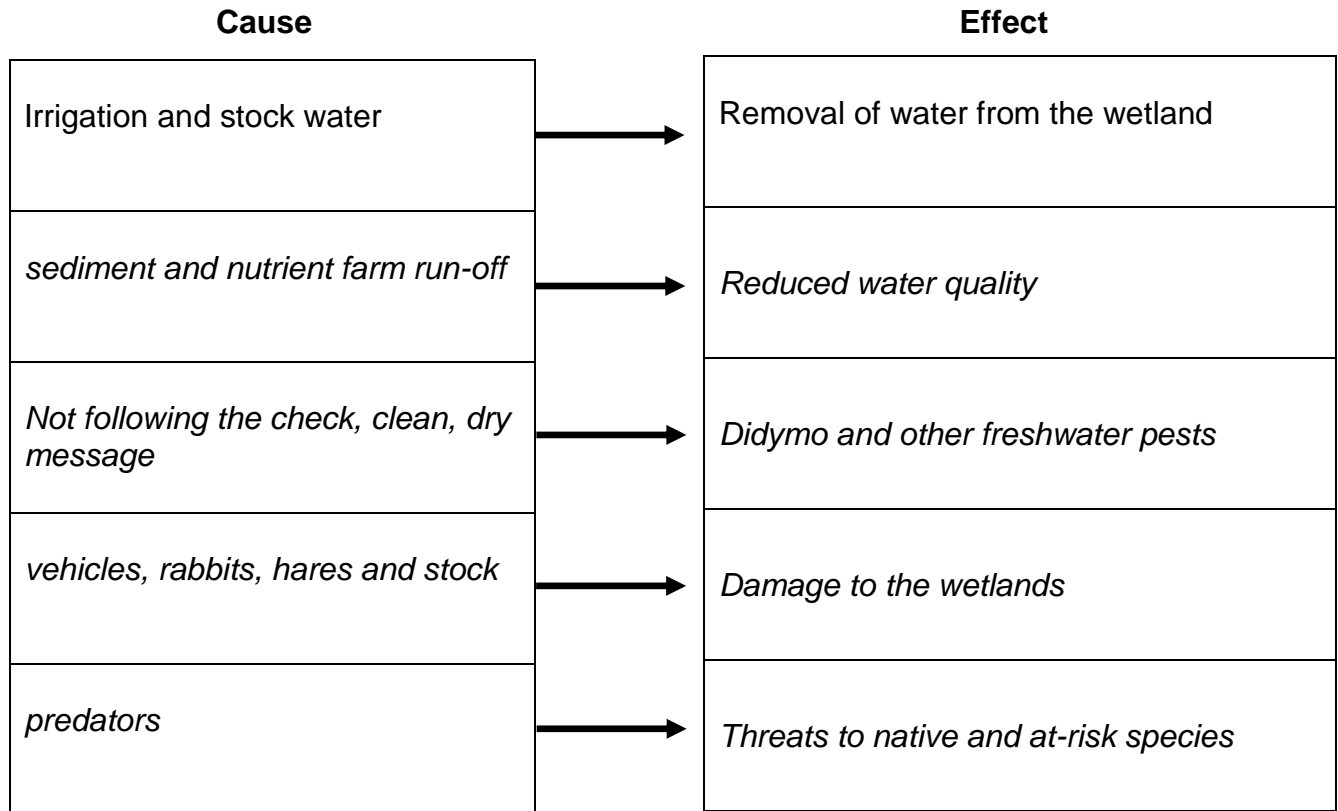 Cause
Effect
Irrigation and stock water
Removal of water from the wetland
sediment and nutrient farm run-off
Reduced water quality
Not following the check, clean, dry
message
Didymo and other freshwater pests
vehicles, rabbits, hares and stock
Damage to the wetlands
predators
Threats to native and at-risk species